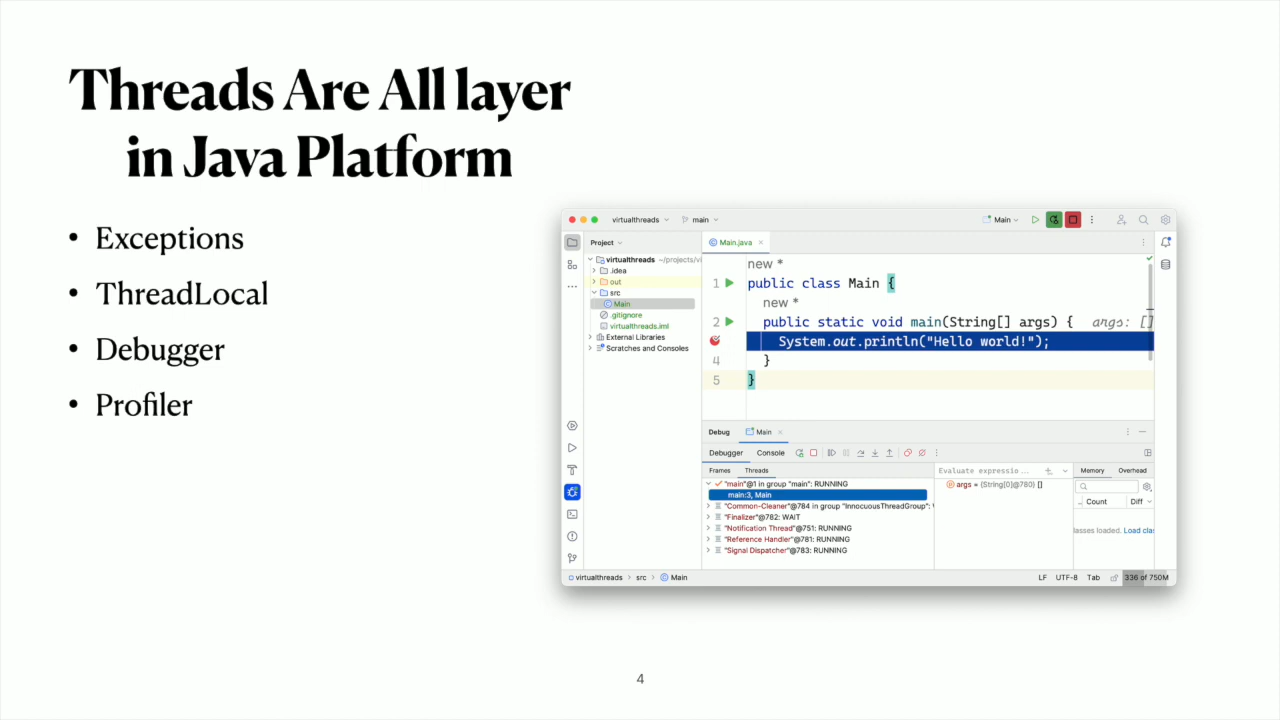 Threads Are All layer
in Java Platform
• Exceptions
• ThreadLocal
• Debugger
• Profiler
virtualthreads
main
Main
Project
Main.java
virtualthreads ~/projects/vi
.idea
out
src
Main
.gitignore
virtualthreads.iml
External Libraries
Scratches and Consoles
new *
1 public class Main {
new *
2 public static void main(String[] args) { args: []
System.out.println("Hello world!");
4 }
5 }
Debug Main
Debugger Console
Frames Threads
Evaluate expressio...
Memory Overhead
"main"@1 in group "main": RUNNING
main:3, Main
"Common-Cleaner"@784 in group "InnocuousThreadGroup":
"Finalizer"@782: WAIT
"Notification Thread"@751: RUNNING
"Reference Handler"@781: RUNNING
"Signal Dispatcher"@783: RUNNING
args = {String[0]@780} []
Count Diff
lasses loaded. Load clas
virtualthreads > src > Main
LF UTF-8 Tab 336 of 750M
4